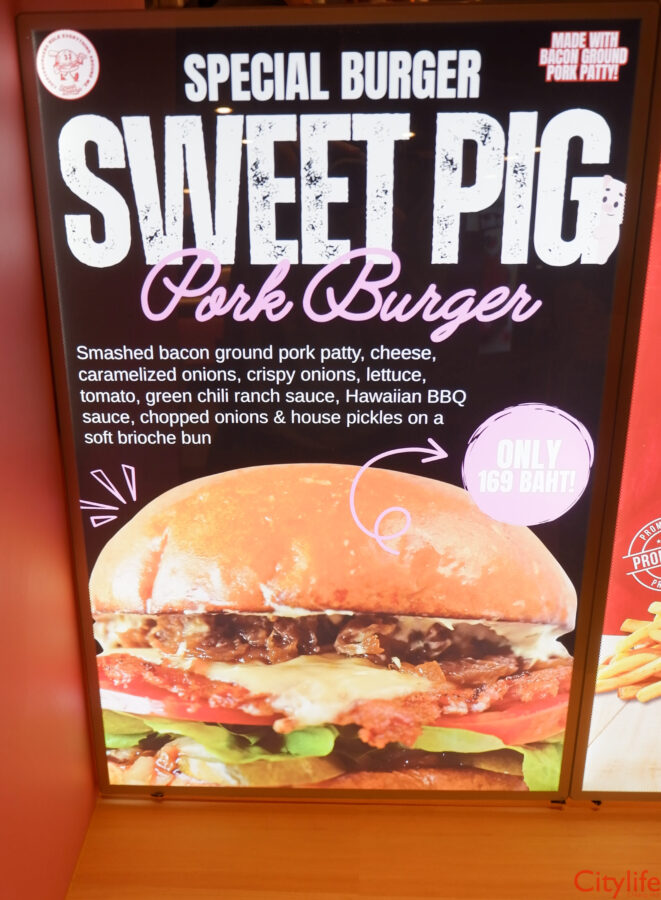 MADE WITH
BACON GROUND
PORK PATTY!
SPECIAL BURGER
SWEET PIG
Pork Burger
Smashed bacon ground pork patty, cheese,
caramelized onions, crispy onions, lettuce,
tomato, green chili ranch sauce, Hawaiian BBQ
sauce, chopped onions & house pickles on a
soft brioche bun
ONLY
169 BAHT!
Citylife